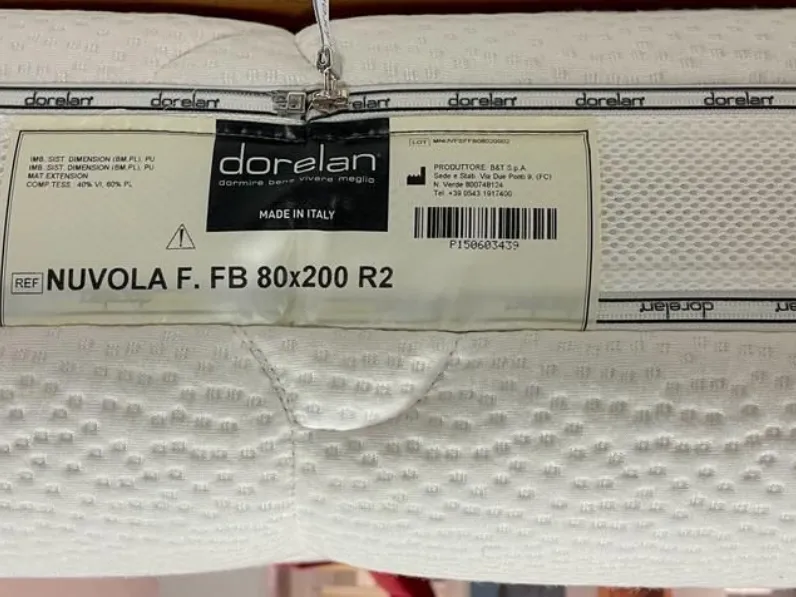 dorelan dorelan dorelan dorelan dorelan dorelan
IMB. SIST. DIMENSION (BM.PL), PU
IMB. SIST. DIMENSION (BM.PL), PU
MAT EXTENSION
COMP.TESS.: 40% VI, 60% PL
dorelan
dormire bene vivere meglio
MADE IN ITALY
LOT
PRODUTTORE: B&T S.p.A.
Sede e Stab. Via Due Ponti 9, (FC)
N. Verde 800748124
Tel. +39 0543 1917400
P150603439
REF NUVOLA F. FB 80x200 R2
dorelan